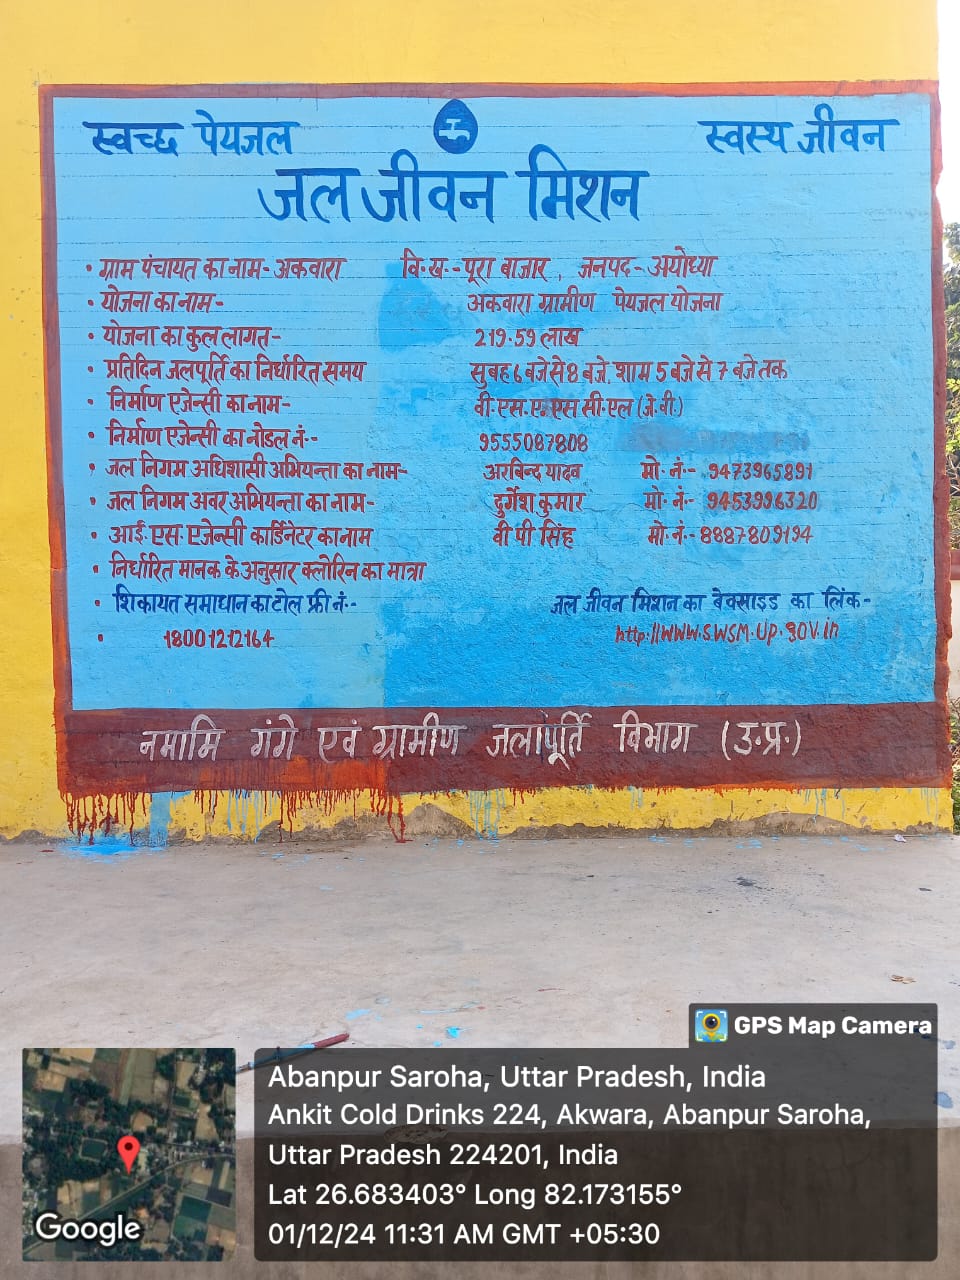 स्वच्छ पेयजल स्वस्थ जीवन
जल जीवन मिशन
• ग्राम पंचायत का नाम- अकवारा वि.ख.-- पूरा बाजार, जनपद- अयोध्या
• योजना का नाम- अकवारा ग्रामीण पेयजल योजना
• योजना का कुल लागत- 219.59 लाख
• प्रतिदिन जलपूर्ति का निर्धारित समय सुबह 6 बजे से 8 बजे, शाम 5 बजे से 7 बजे तक
• निर्माण एजेन्सी का नाम- वी.एस.ए.एस सी.एल (जे.वी.)
• निर्माण एजेन्सी का नोडल नं.- 9555087808
• जल निगम अधिशासी अभियन्ता का नाम- अरविन्द यादव मो. नं.- 9473965891
• जल निगम अवर अभियन्ता का नाम- दुर्गेश कुमार मो. नं.- 9453996320
• आई.एस.एजेन्सी कार्डिनेटर का नाम वी पी सिंह मो.नं.- 8887809194
• निर्धारित मानक के अनुसार क्लोरिन का मात्रा
• शिकायत समाधान का टोल फ्री नं.-- जल जीवन मिशन का वेबसाइड का लिंक-
• 18001212164 http://www.swsm.up.gov.in
नमामि गंगे एवं ग्रामीण जलापूर्ति विभाग (उ.प्र.)
GPS Map Camera
Abanpur Saroha, Uttar Pradesh, India
Ankit Cold Drinks 224, Akwara, Abanpur Saroha,
Uttar Pradesh 224201, India
Lat 26.683403° Long 82.173155°
01/12/24 11:31 AM GMT +05:30
Google